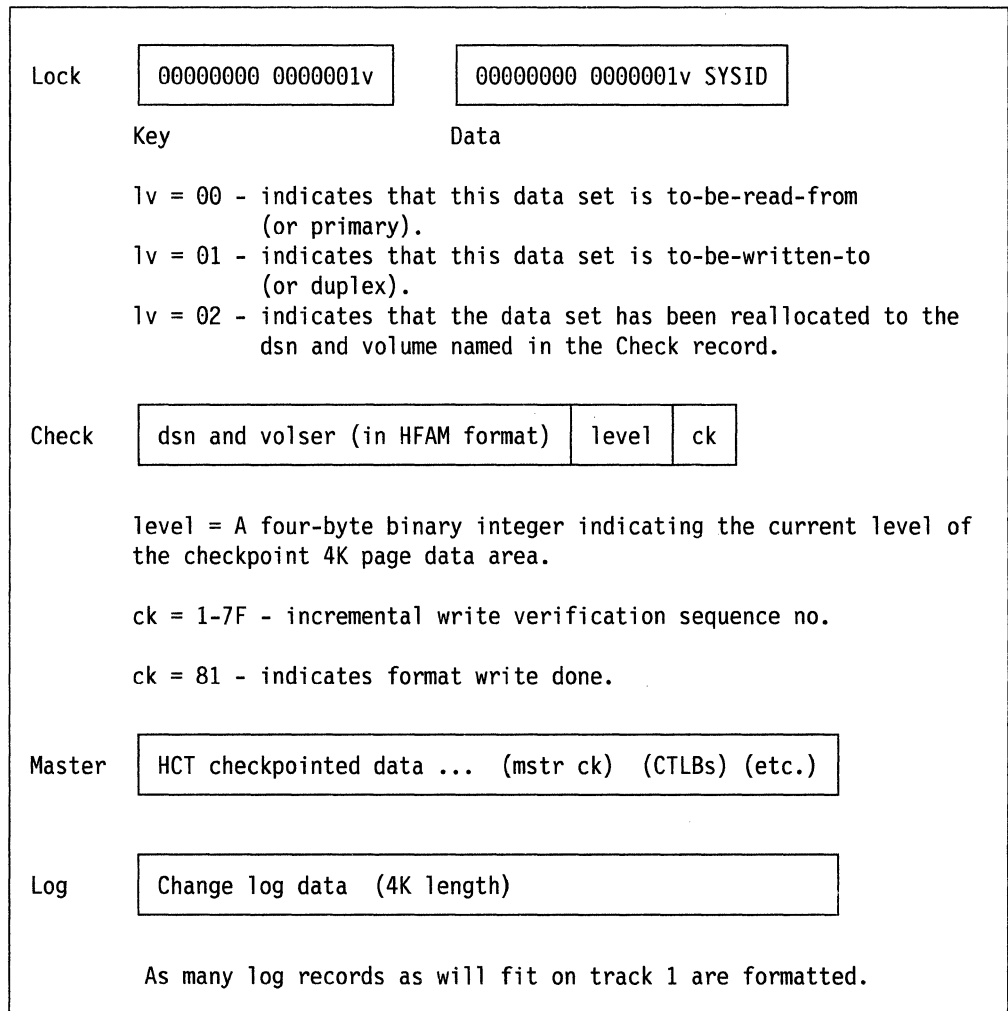 Lock 00000000 0000001v 00000000 0000001v SYSID
Key Data
lv = 00 - indicates that this data set is to-be-read-from
(or primary).
lv = 01 - indicates that this data set is to-be-written-to
(or duplex).
lv = 02 - indicates that the data set has been reallocated to the
dsn and volume named in the Check record.
Check dsn and volser (in HFAM format) level ck
level = A four-byte binary integer indicating the current level of
the checkpoint 4K page data area.
ck = 1-7F - incremental write verification sequence no.
ck = 81 - indicates format write done.
Master HCT checkpointed data ... (mstr ck) (CTLBs) (etc.)
Log Change log data (4K length)
As many log records as will fit on track 1 are formatted.